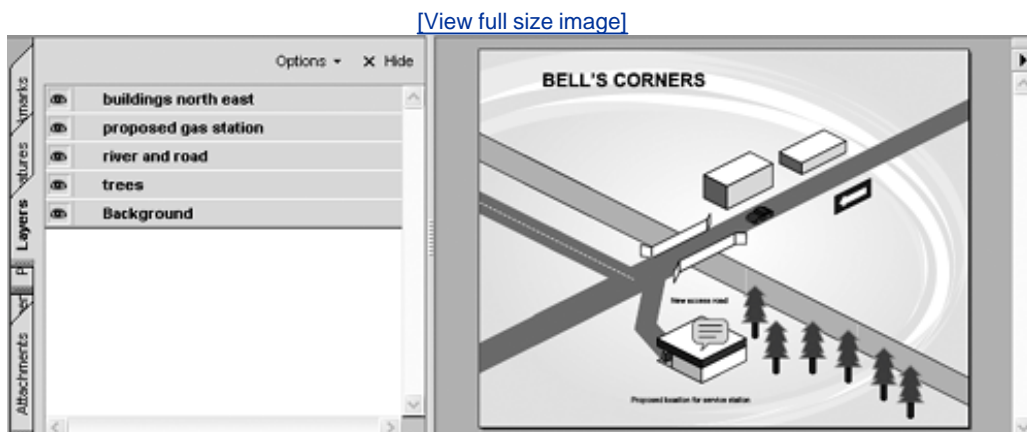 [View full size image]
Options
Hide
buildings north east
proposed gas station
river and road
trees
Background
Layers
Attachments
BELL'S CORNERS
New access road
Proposed location for service station